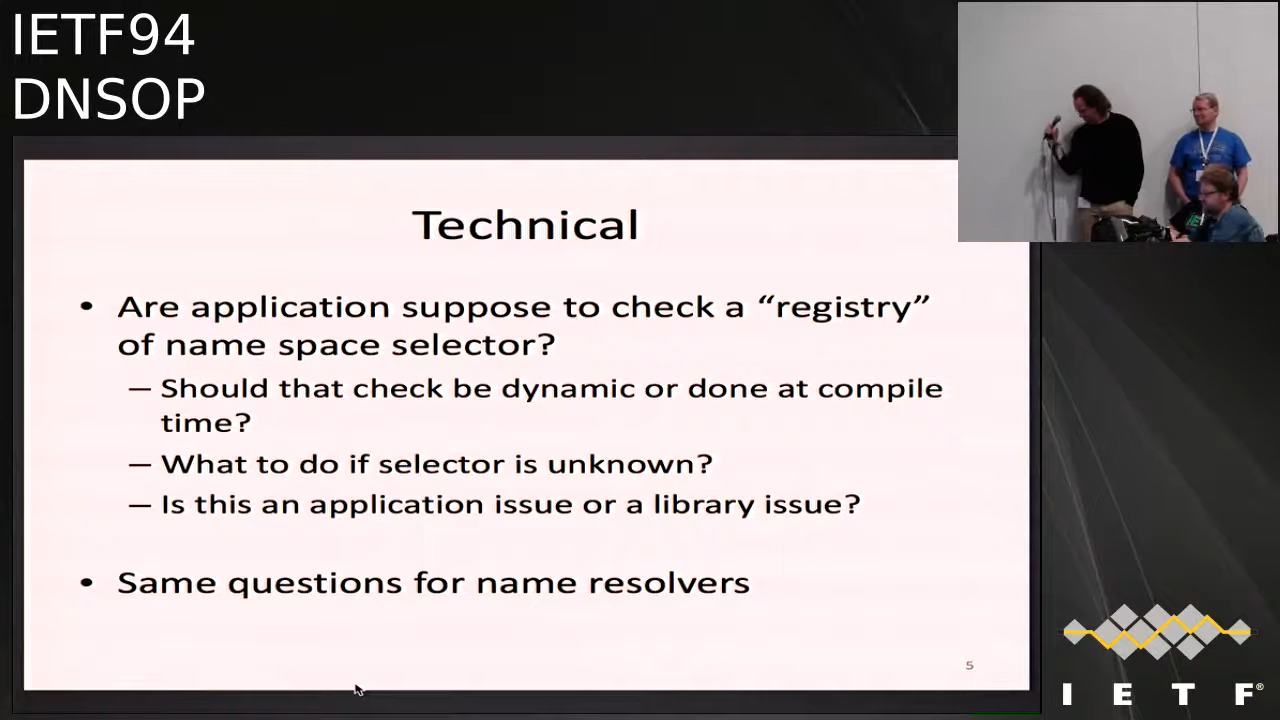 IETF94
DNSOP
Technical
• Are application suppose to check a “registry”
of name space selector?
— Should that check be dynamic or done at compile
time?
— What to do if selector is unknown?
— Is this an application issue or a library issue?
• Same questions for name resolvers
5
I E T F®